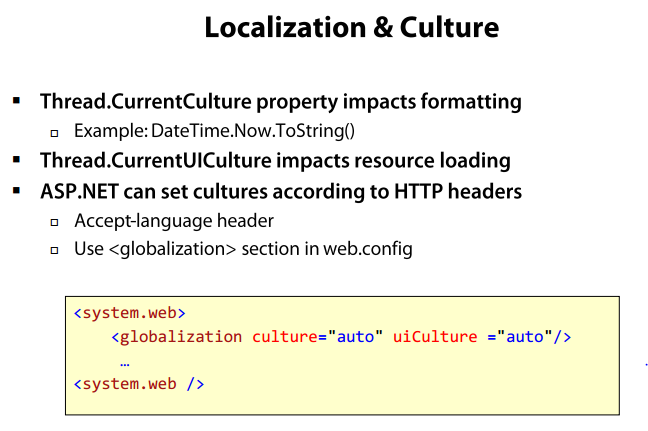 Localization & Culture
Thread.CurrentCulture property impacts formatting
Example: DateTime.Now.ToString()
Thread.CurrentUICulture impacts resource loading
ASP.NET can set cultures according to HTTP headers
Accept-language header
Use <globalization> section in web.config
<system.web>
<globalization culture="auto" uiCulture ="auto"/>
…
<system.web />